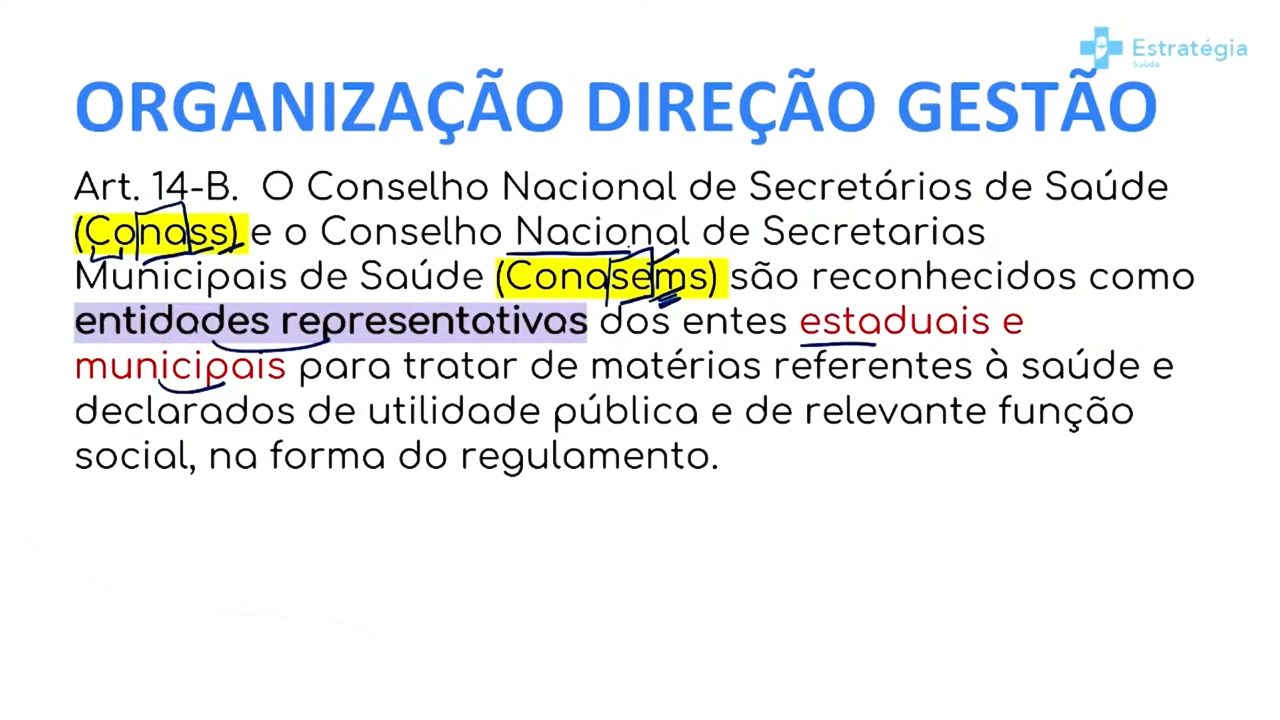 Estratégia
Saúde
ORGANIZAÇÃO DIREÇÃO GESTÃO
Art. 14-B. O Conselho Nacional de Secretários de Saúde
(Conass) e o Conselho Nacional de Secretarias
Municipais de Saúde (Conasems) são reconhecidos como
entidades representativas dos entes estaduais e
municipais para tratar de matérias referentes à saúde e
declarados de utilidade pública e de relevante função
social, na forma do regulamento.